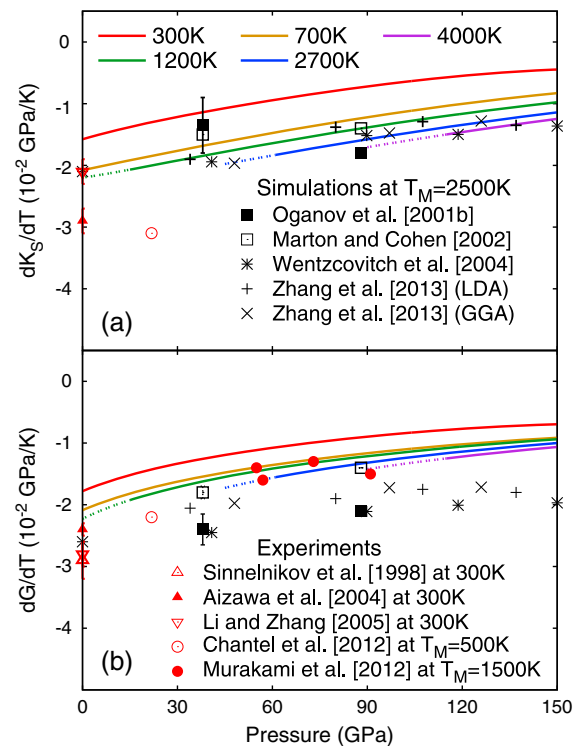 300K 700K 4000K
1200K 2700K
0
-1
-2
-3
-4
dK_S/dT (10^-2 GPa/K)
Simulations at T_M=2500K
Oganov et al. [2001b]
Marton and Cohen [2002]
Wentzcovitch et al. [2004]
Zhang et al. [2013] (LDA)
Zhang et al. [2013] (GGA)
(a)
0
-1
-2
-3
-4
dG/dT (10^-2 GPa/K)
Experiments
Sinnelnikov et al. [1998] at 300K
Aizawa et al. [2004] at 300K
Li and Zhang [2005] at 300K
Chantel et al. [2012] at T_M=500K
Murakami et al. [2012] at T_M=1500K
(b)
0 30 60 90 120 150
Pressure (GPa)